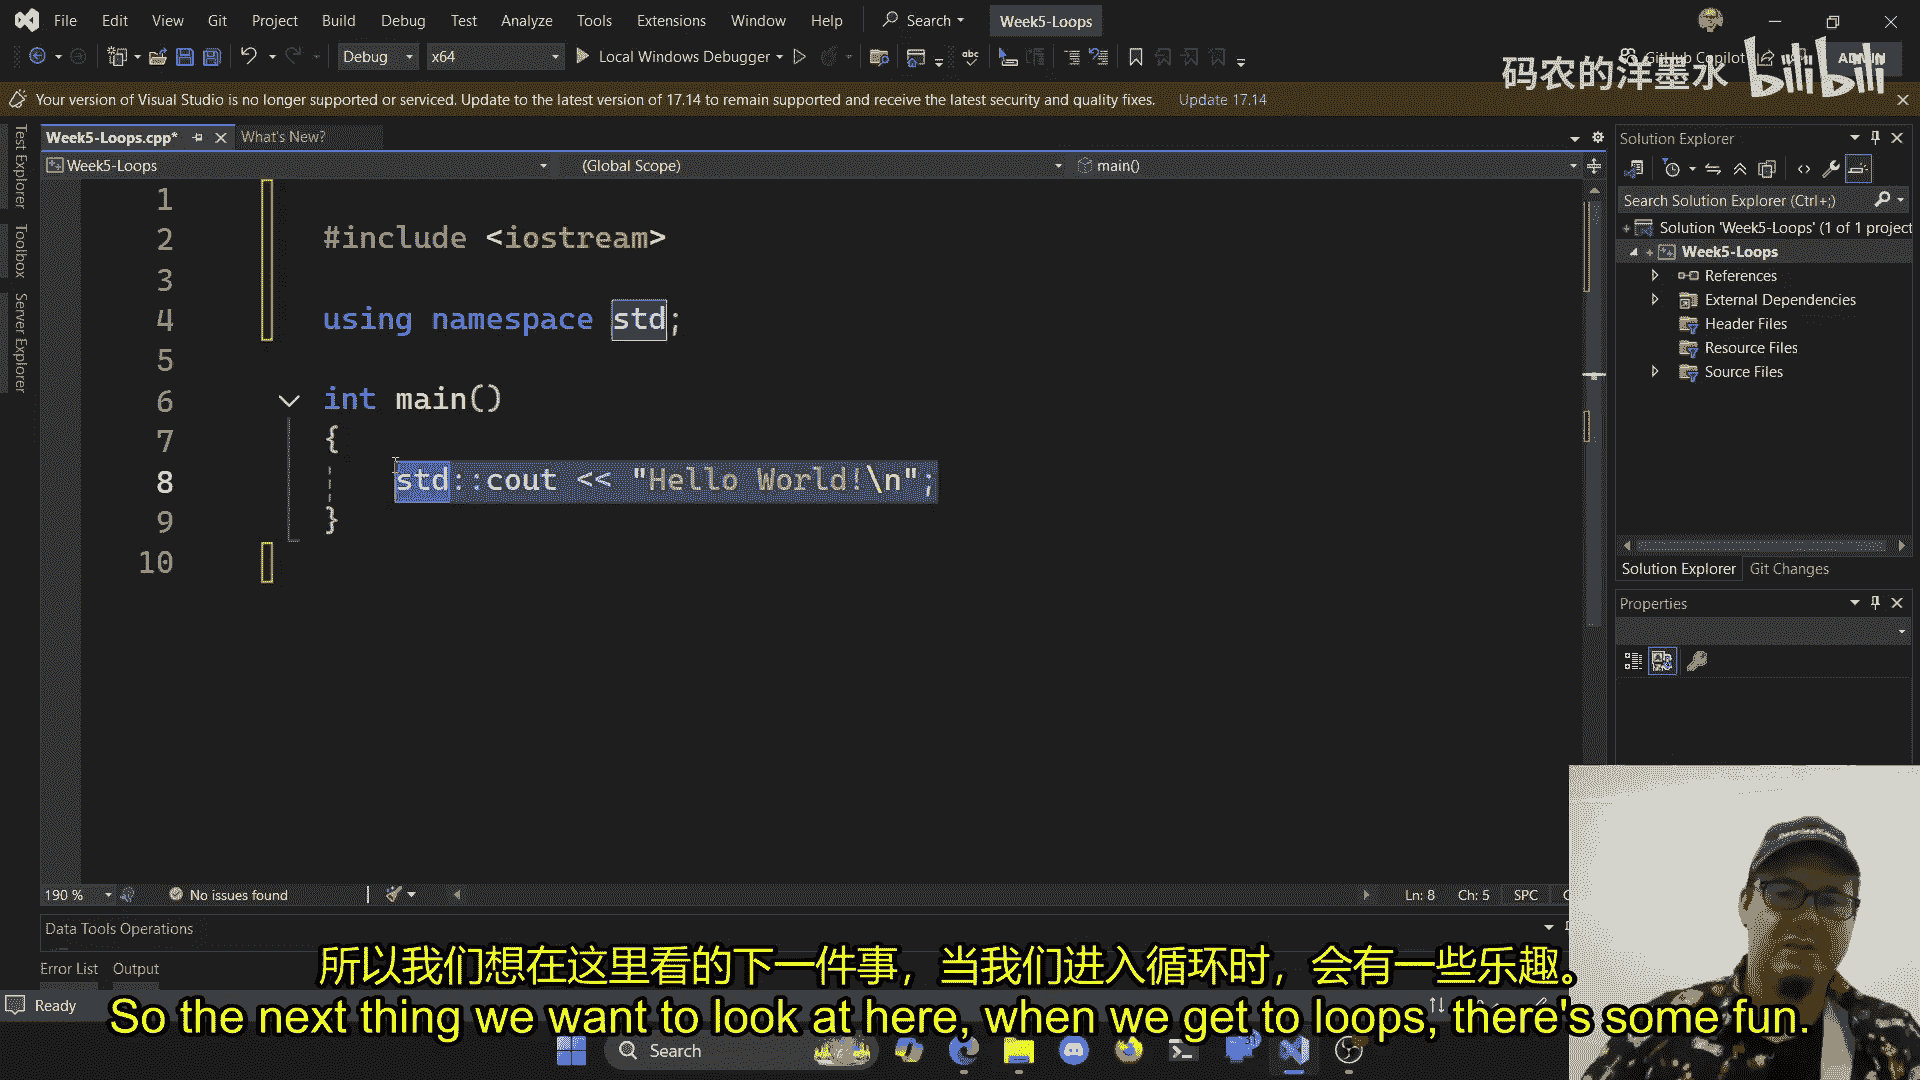 File Edit View Git Project Build Debug Test Analyze Tools Extensions Window Help Search Week5-Loops
Debug x64 Local Windows Debugger GitHub Copilot
码农的洋墨水 bilibili
Your version of Visual Studio is no longer supported or serviced. Update to the latest version of 17.14 to remain supported and receive the latest security and quality fixes. Update 17.14
Test Explorer
Toolbox
Server Explorer
Week5-Loops.cpp* What's New?
Week5-Loops (Global Scope) main()
1
2 #include <iostream>
3
4 using namespace std;
5
6 int main()
7 {
8 std::cout << "Hello World!\n";
9 }
10
190 % No issues found Ln: 8 Ch: 5 SPC
Solution Explorer
Search Solution Explorer (Ctrl+;)
Solution 'Week5-Loops' (1 of 1 project
Week5-Loops
References
External Dependencies
Header Files
Resource Files
Source Files
Solution Explorer Git Changes
Properties
Data Tools Operations
Error List Output
Ready
所以我们想在这里看的下一件事，当我们进入循环时，会有一些乐趣。
So the next thing we want to look at here, when we get to loops, there's some fun.
Search